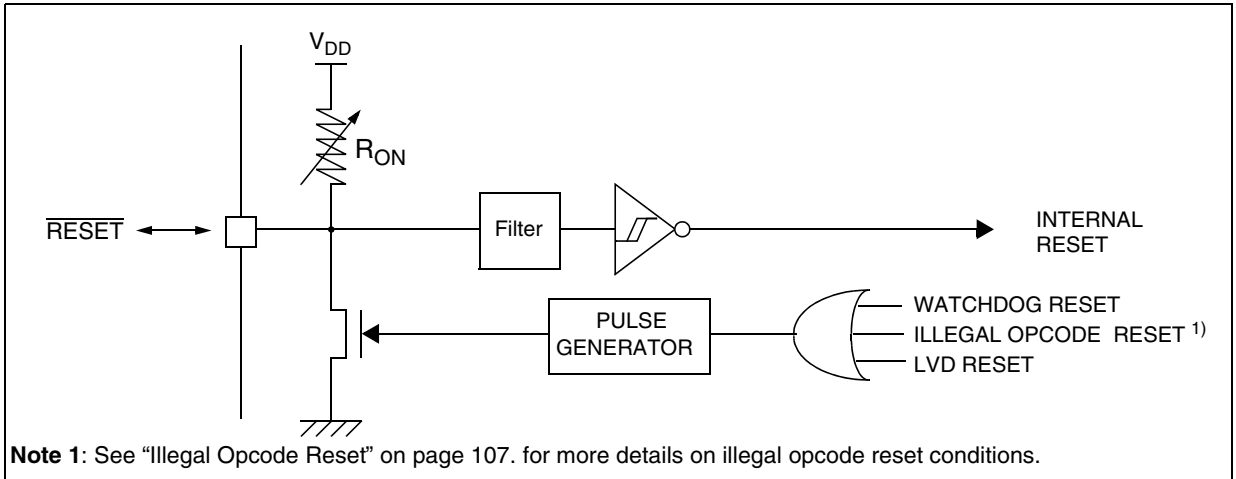 VDD
RON
RESET
Filter
INTERNAL
RESET
PULSE
GENERATOR
WATCHDOG RESET
ILLEGAL OPCODE RESET 1)
LVD RESET
Note 1: See “Illegal Opcode Reset” on page 107. for more details on illegal opcode reset conditions.